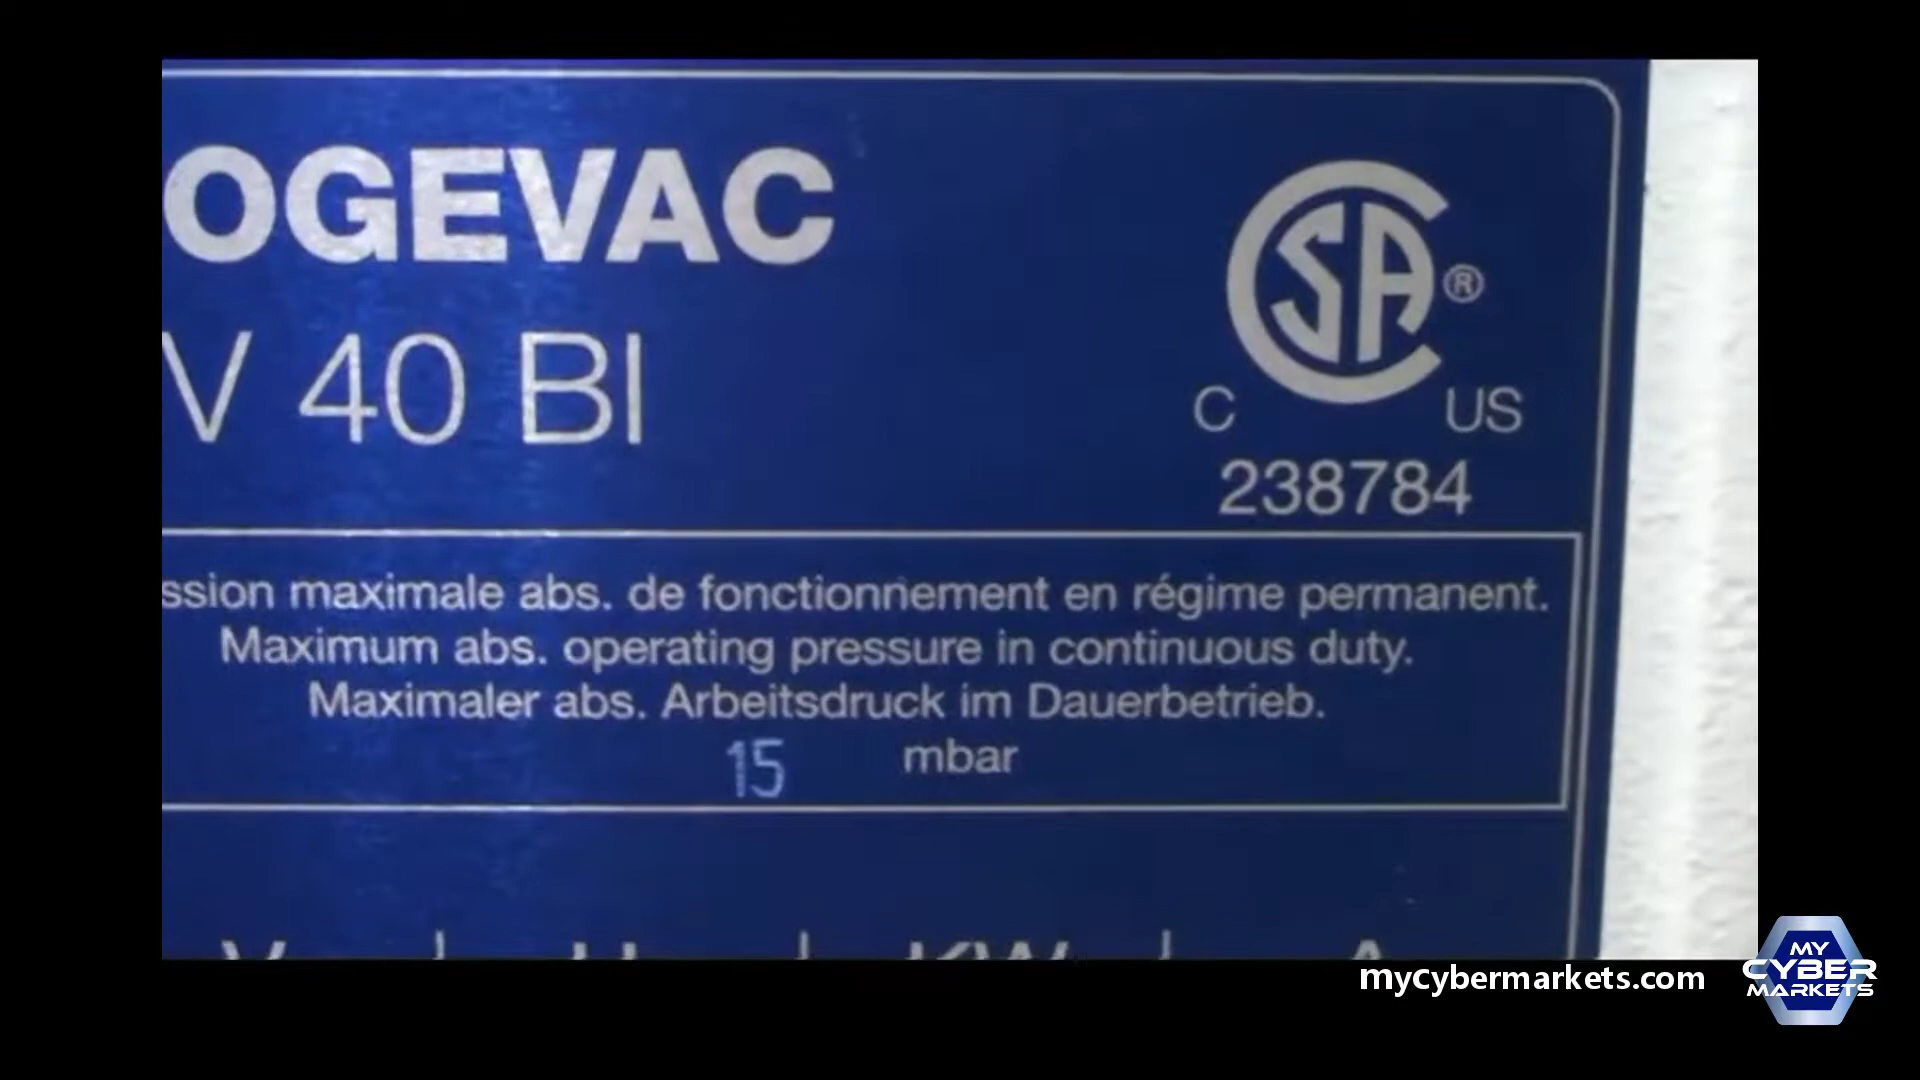 OGEVAC
V 40 BI
CSA ®
C US
238784
ssion maximale abs. de fonctionnement en régime permanent.
Maximum abs. operating pressure in continuous duty.
Maximaler abs. Arbeitsdruck im Dauerbetrieb.
15 mbar
KW A
mycybermarkets.com
MY
CYBER
MARKETS